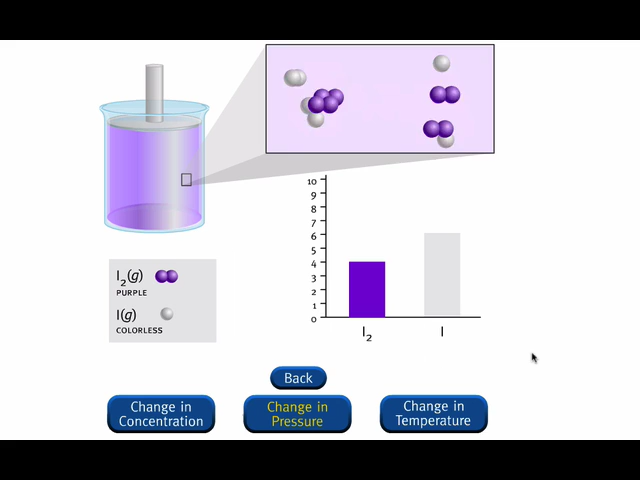 10
9
8
7
6
5
4
3
2
1
0
I₂ I
I₂(g)
PURPLE
I(g)
COLORLESS
Back
Change in
Concentration
Change in
Pressure
Change in
Temperature